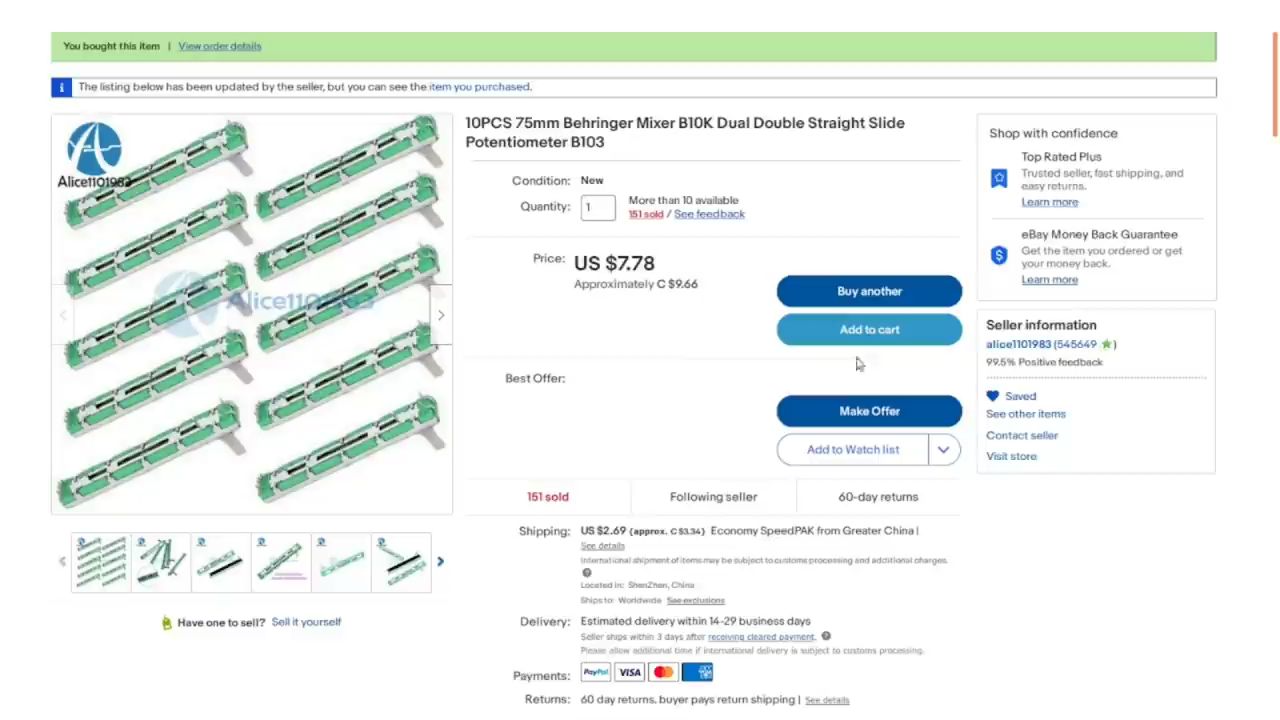 You bought this item | View order details
i The listing below has been updated by the seller, but you can see the item you purchased.
Alice1101983
Alice1101983
10PCS 75mm Behringer Mixer B10K Dual Double Straight Slide
Potentiometer B103
Condition: New
Quantity: 1
More than 10 available
151 sold / See feedback
Price: US $7.78
Approximately C $9.66
Buy another
Add to cart
Best Offer:
Make Offer
Add to Watch list
151 sold
Following seller
60-day returns
Shipping: US $2.69 (approx. C $3.34) Economy SpeedPAK from Greater China |
See details
International shipment of items may be subject to customs processing and additional charges.
Located in: ShenZhen, China
Ships to: Worldwide See exclusions
Delivery: Estimated delivery within 14-29 business days
Seller ships within 3 days after receiving cleared payment.
Please allow additional time if international delivery is subject to customs processing.
Payments: PayPal VISA
Returns: 60 day returns, buyer pays return shipping | See details
Have one to sell? Sell it yourself
Shop with confidence
Top Rated Plus
Trusted seller, fast shipping, and
easy returns.
Learn more
eBay Money Back Guarantee
Get the item you ordered or get
your money back.
Learn more
Seller information
alice1101983 (545649 )
99.5% Positive feedback
Saved
See other items
Contact seller
Visit store